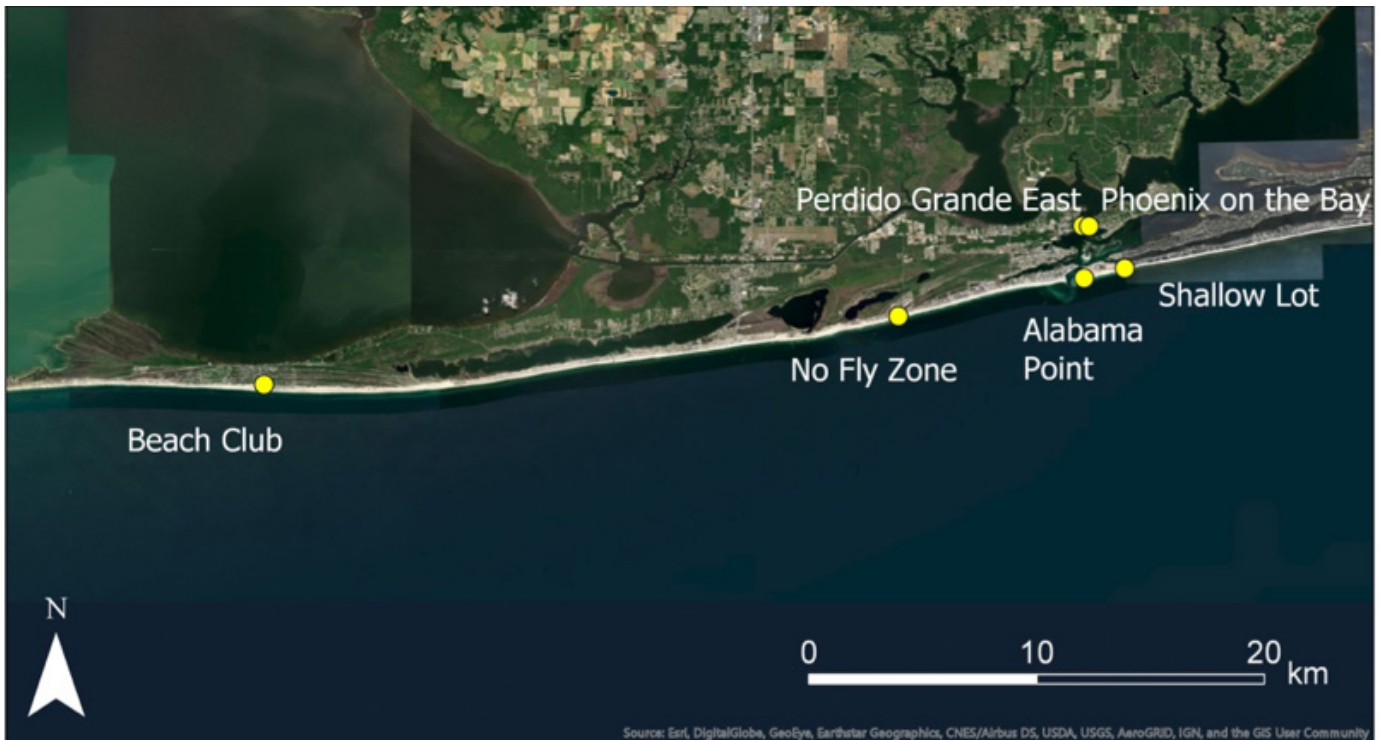 Perdido Grande East
Phoenix on the Bay
Shallow Lot
Alabama
Point
No Fly Zone
Beach Club
N
0 10 20 km
Source: Esri, DigitalGlobe, GeoEye, Earthstar Geographics, CNES/Airbus DS, USDA, USGS, AeroGRID, IGN, and the GIS User Community